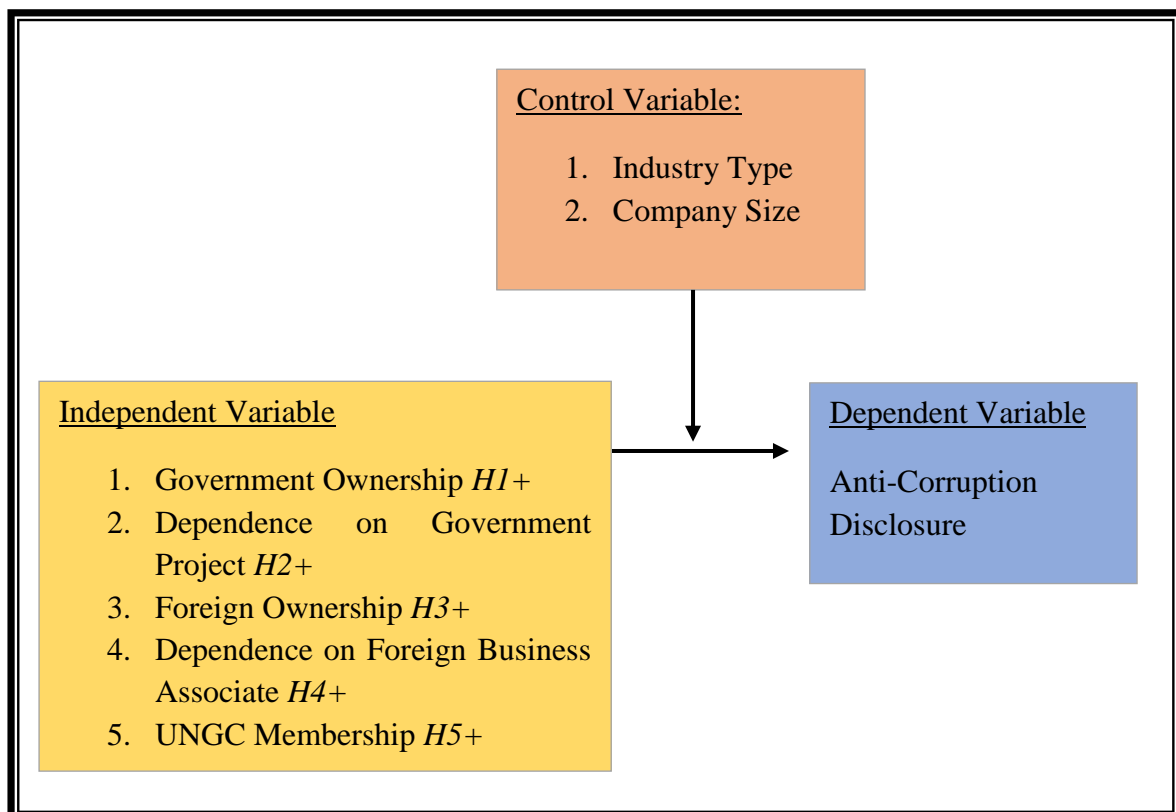 Control Variable:
1. Industry Type
2. Company Size
Independent Variable
1. Government Ownership H1+
2. Dependence on Government
Project H2+
3. Foreign Ownership H3+
4. Dependence on Foreign Business
Associate H4+
5. UNGC Membership H5+
Dependent Variable
Anti-Corruption
Disclosure